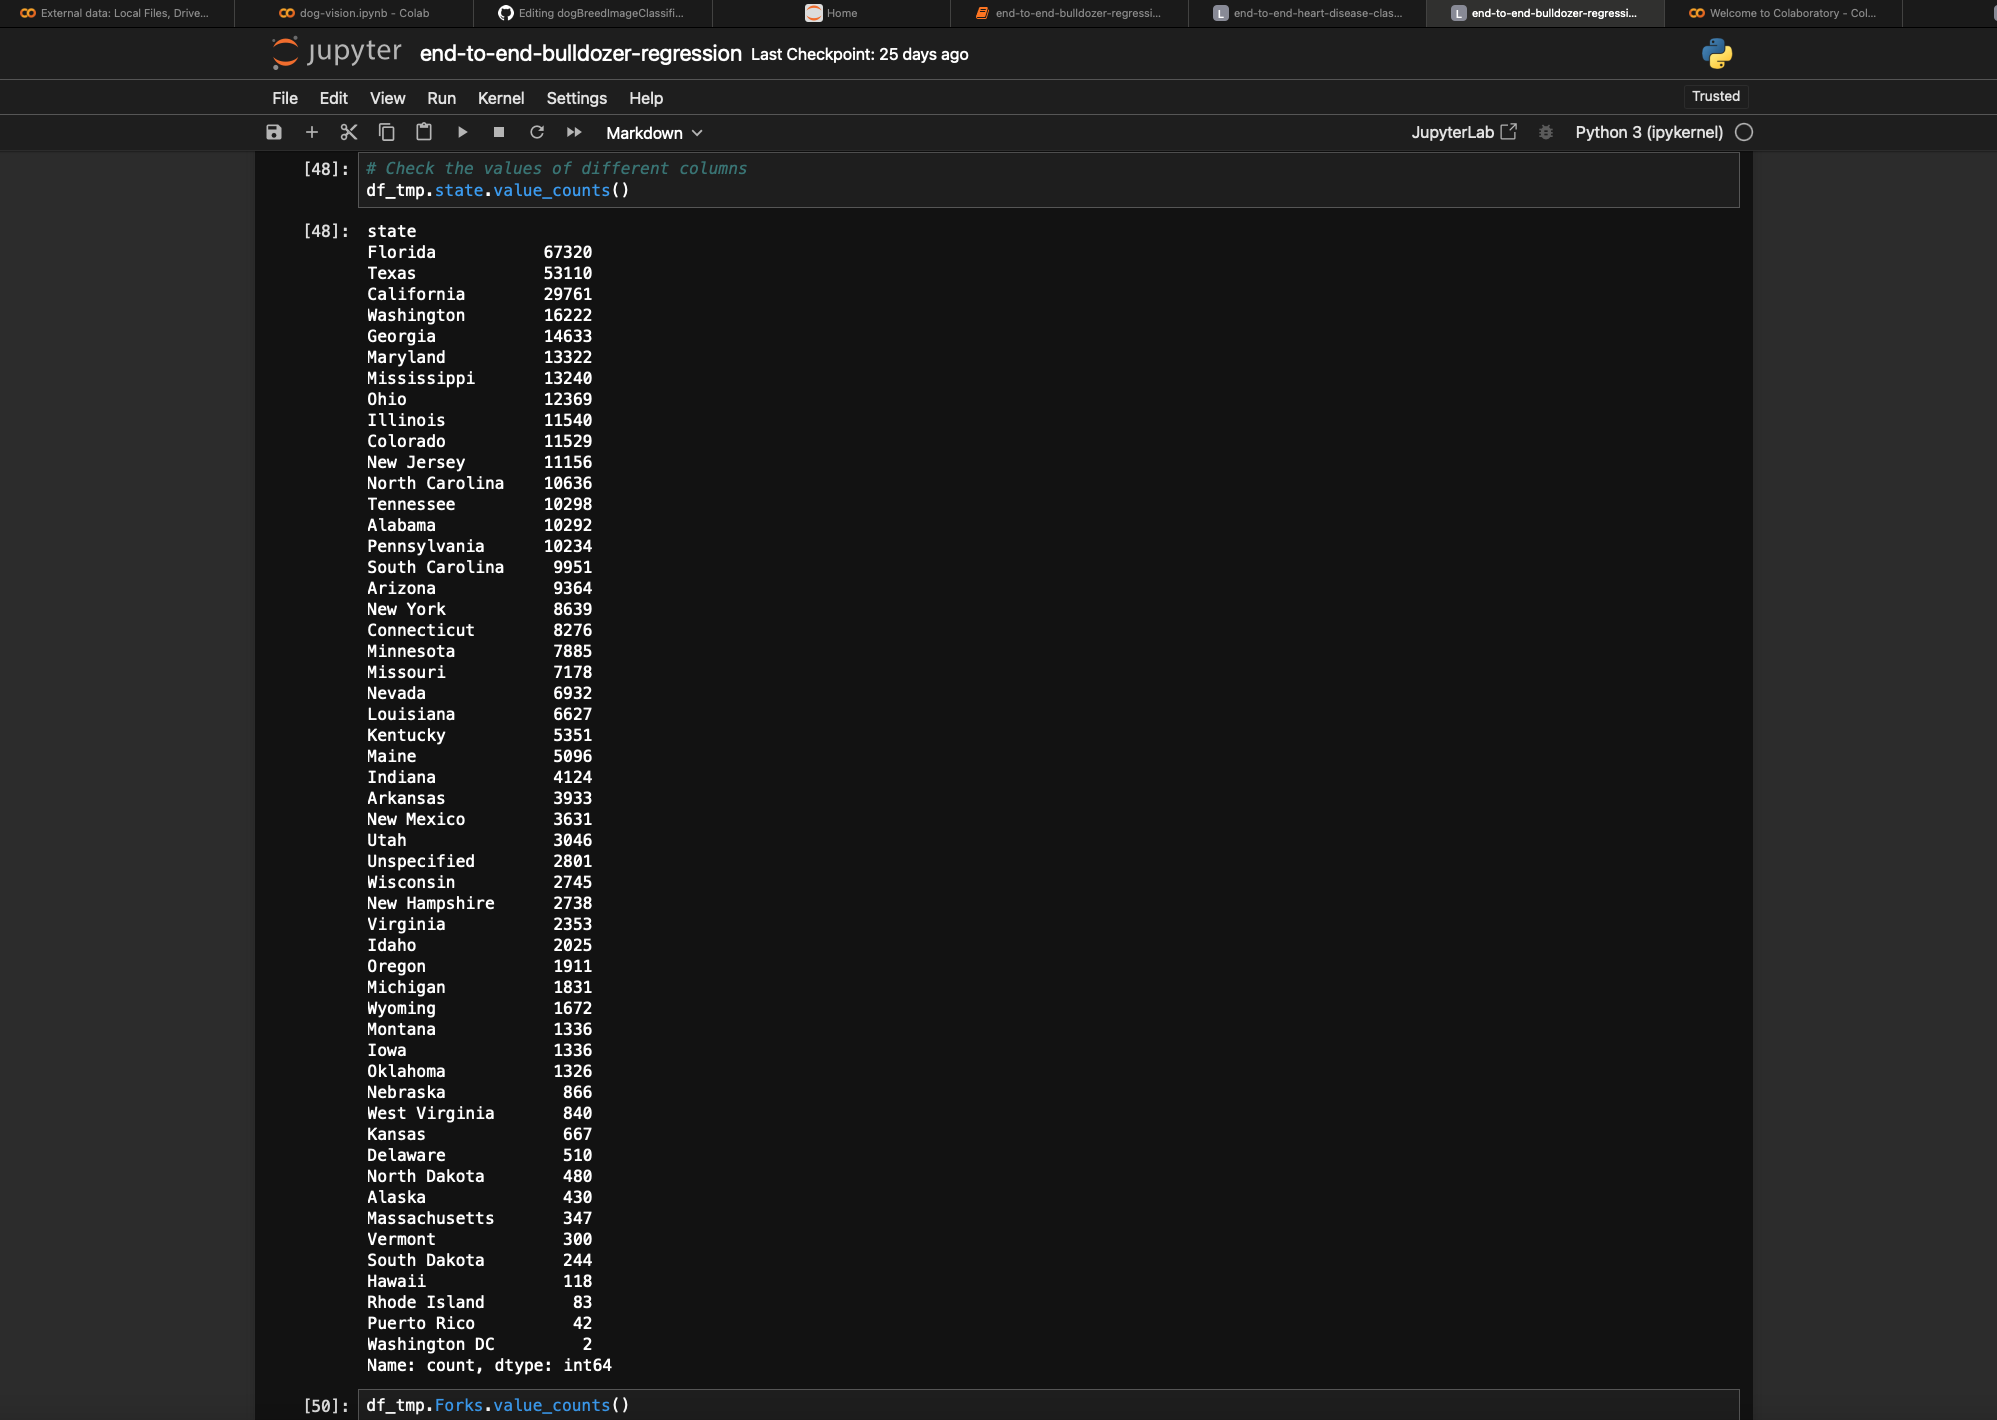 External data: Local Files, Drive...
dog-vision.ipynb - Colab
Editing dogBreedImageClassifi...
Home
end-to-end-bulldozer-regressi...
L end-to-end-heart-disease-clas...
L end-to-end-bulldozer-regressi...
Welcome to Colaboratory - Col...
jupyter end-to-end-bulldozer-regression Last Checkpoint: 25 days ago
File Edit View Run Kernel Settings Help Trusted
Markdown JupyterLab Python 3 (ipykernel)
[48]: # Check the values of different columns
df_tmp.state.value_counts()
[48]: state
Florida 67320
Texas 53110
California 29761
Washington 16222
Georgia 14633
Maryland 13322
Mississippi 13240
Ohio 12369
Illinois 11540
Colorado 11529
New Jersey 11156
North Carolina 10636
Tennessee 10298
Alabama 10292
Pennsylvania 10234
South Carolina 9951
Arizona 9364
New York 8639
Connecticut 8276
Minnesota 7885
Missouri 7178
Nevada 6932
Louisiana 6627
Kentucky 5351
Maine 5096
Indiana 4124
Arkansas 3933
New Mexico 3631
Utah 3046
Unspecified 2801
Wisconsin 2745
New Hampshire 2738
Virginia 2353
Idaho 2025
Oregon 1911
Michigan 1831
Wyoming 1672
Montana 1336
Iowa 1336
Oklahoma 1326
Nebraska 866
West Virginia 840
Kansas 667
Delaware 510
North Dakota 480
Alaska 430
Massachusetts 347
Vermont 300
South Dakota 244
Hawaii 118
Rhode Island 83
Puerto Rico 42
Washington DC 2
Name: count, dtype: int64
[50]: df_tmp.Forks.value_counts()